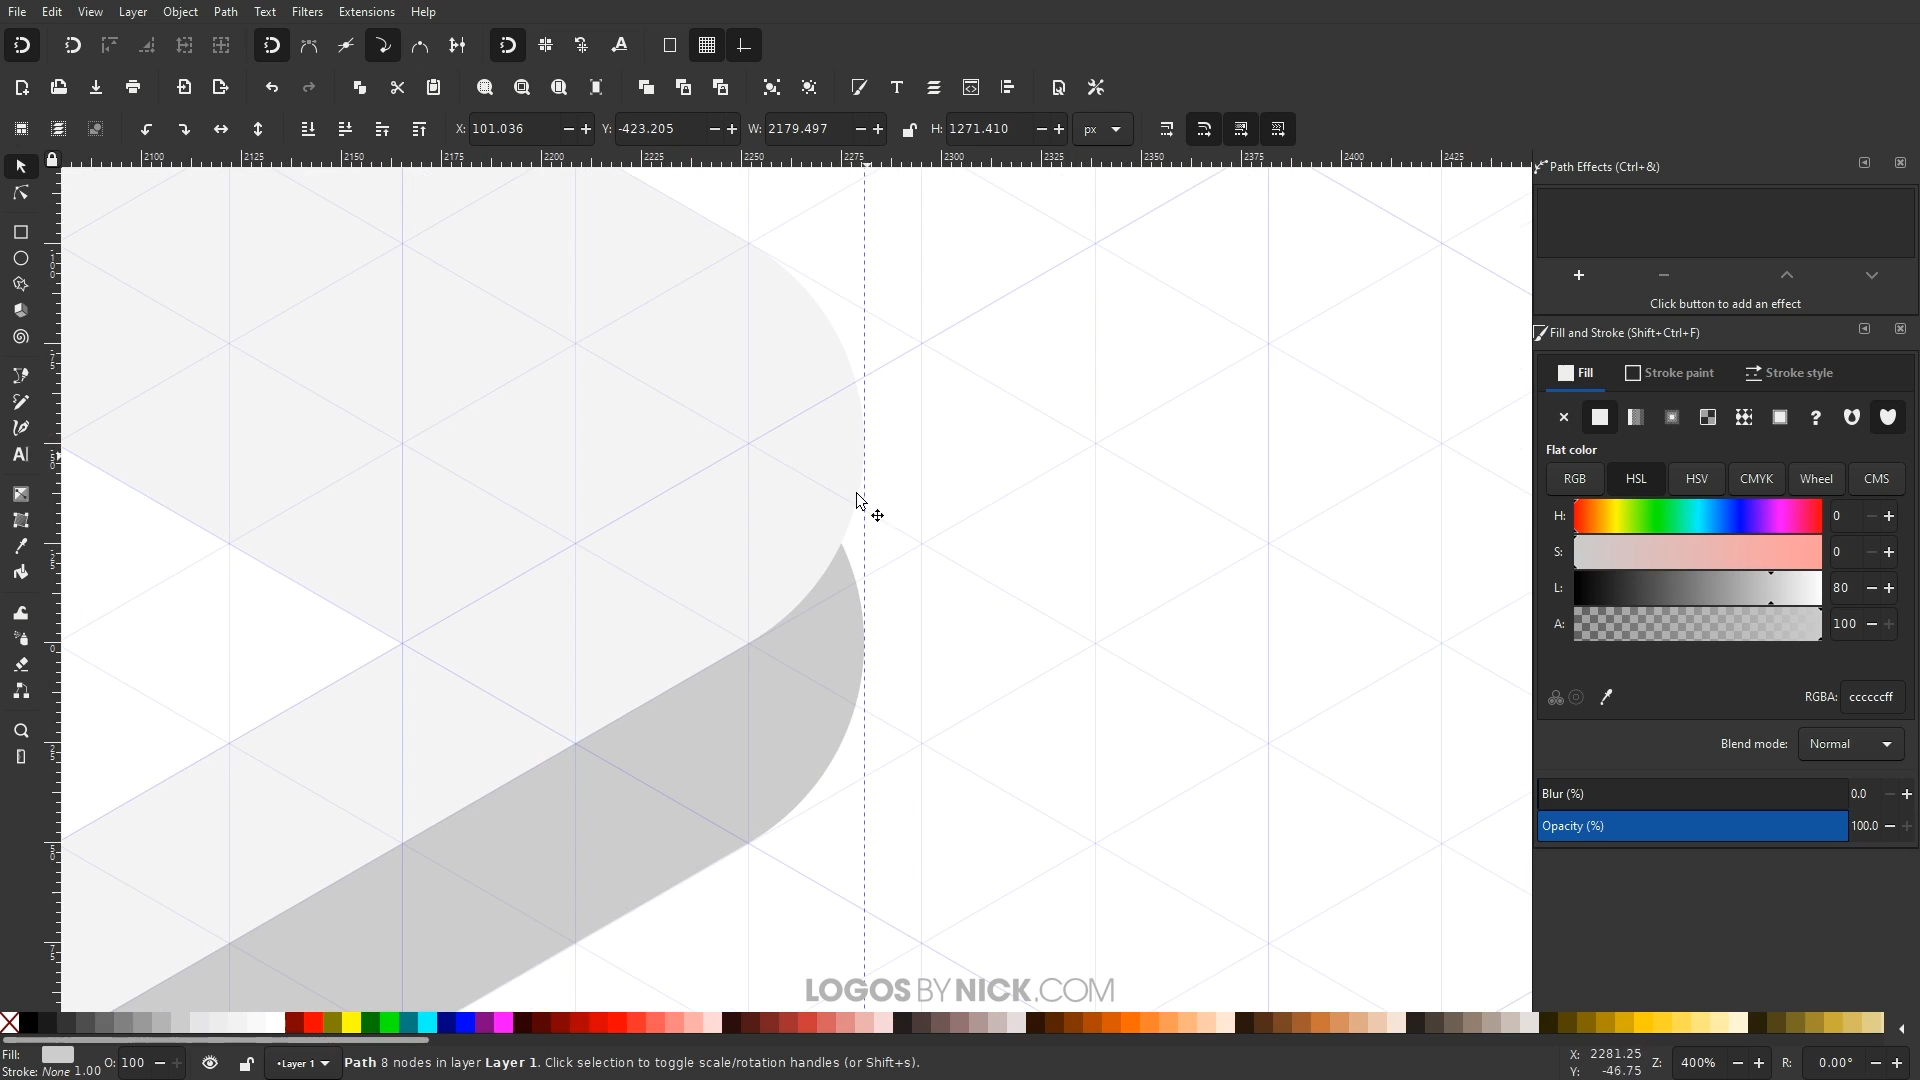 File Edit View Layer Object Path Text Filters Extensions Help
X: 101.036 Y: -423.205 W: 2179.497 H: 1271.410 px
2100 2125 2150 2175 2200 2225 2250 2275 2300 2325 2350 2375 2400 2425
Path Effects (Ctrl+&)
Click button to add an effect
Fill and Stroke (Shift+Ctrl+F)
Fill Stroke paint Stroke style
?
Flat color
RGB HSL HSV CMYK Wheel CMS
H: 0
S: 0
L: 80
A: 100
RGBA: ccccccff
Blend mode: Normal
Blur (%) 0.0
Opacity (%) 100.0
LOGOS BY NICK.COM
Fill:
Stroke: None 1.00
O: 100
•Layer 1
Path 8 nodes in layer Layer 1. Click selection to toggle scale/rotation handles (or Shift+s).
X: 2281.25
Y: -46.75
Z: 400% R: 0.00°